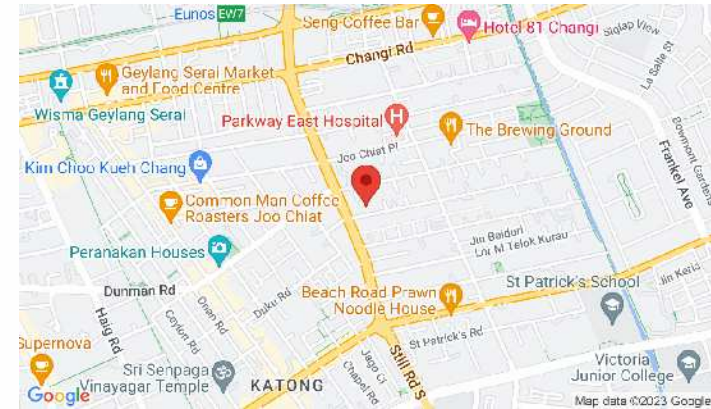 Eunos EW7
Seng Coffee Bar
Hotel 81 Changi
Siglap View
La Salle St
Changi Rd
Geylang Serai Market
and Food Centre
Wisma Geylang Serai
Parkway East Hospital
H
The Brewing Ground
Bowmont Gardens
Frankel Ave
Joo Chiat Pl
Kim Choo Kueh Chang
Common Man Coffee
Roasters Joo Chiat
Peranakan Houses
Jln Baiduri
Lor M Telok Kurau
St Patrick's School
Jln Keris
Dunman Rd
Haig Rd
Ceylon Rd
Onan Rd
Duku Rd
Beach Road Prawn
Noodle House
St Patrick's Rd
Still Rd S
Supernova
Sri Senpaga
Vinayagar Temple
KATONG
Chapel Rd
Victoria
Junior College
Google
Map data ©2023 Google